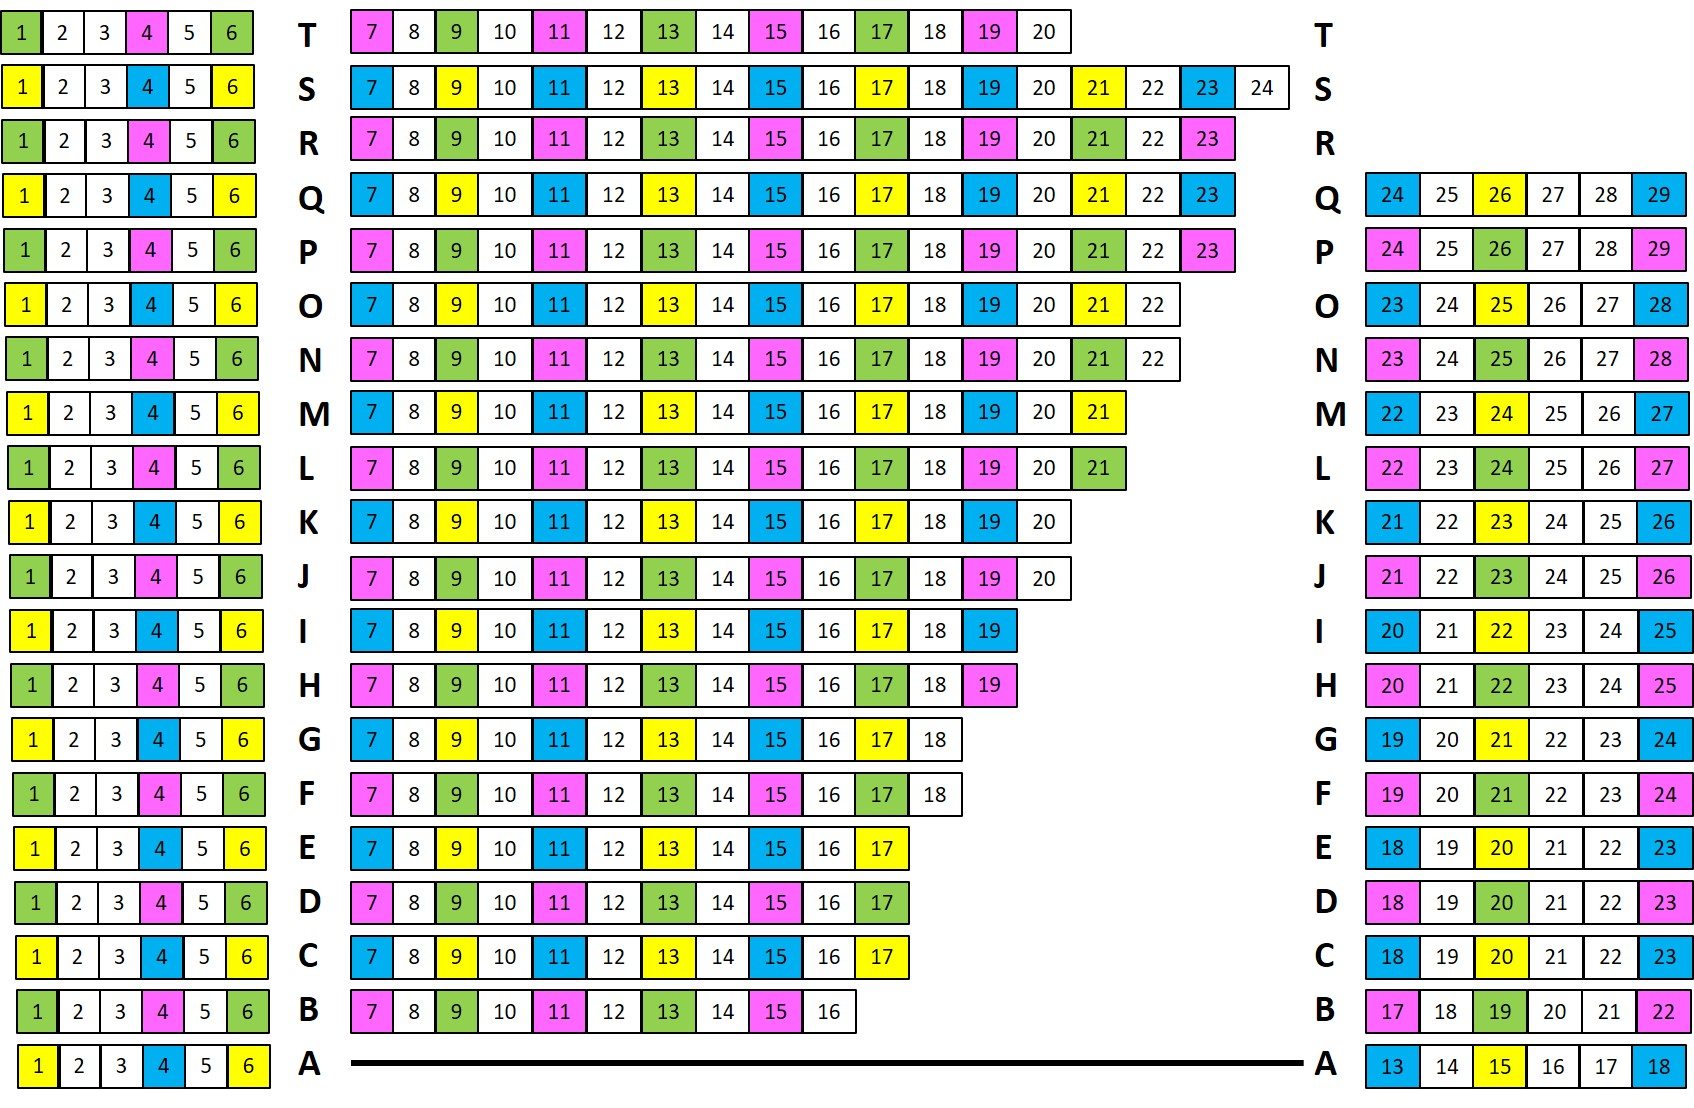 1 2 3 4 5 6 T 7 8 9 10 11 12 13 14 15 16 17 18 19 20 T
1 2 3 4 5 6 S 7 8 9 10 11 12 13 14 15 16 17 18 19 20 21 22 23 24 S
1 2 3 4 5 6 R 7 8 9 10 11 12 13 14 15 16 17 18 19 20 21 22 23 R
1 2 3 4 5 6 Q 7 8 9 10 11 12 13 14 15 16 17 18 19 20 21 22 23 Q 24 25 26 27 28 29
1 2 3 4 5 6 P 7 8 9 10 11 12 13 14 15 16 17 18 19 20 21 22 23 P 24 25 26 27 28 29
1 2 3 4 5 6 O 7 8 9 10 11 12 13 14 15 16 17 18 19 20 21 22 O 23 24 25 26 27 28
1 2 3 4 5 6 N 7 8 9 10 11 12 13 14 15 16 17 18 19 20 21 22 N 23 24 25 26 27 28
1 2 3 4 5 6 M 7 8 9 10 11 12 13 14 15 16 17 18 19 20 21 M 22 23 24 25 26 27
1 2 3 4 5 6 L 7 8 9 10 11 12 13 14 15 16 17 18 19 20 21 L 22 23 24 25 26 27
1 2 3 4 5 6 K 7 8 9 10 11 12 13 14 15 16 17 18 19 20 K 21 22 23 24 25 26
1 2 3 4 5 6 J 7 8 9 10 11 12 13 14 15 16 17 18 19 20 J 21 22 23 24 25 26
1 2 3 4 5 6 I 7 8 9 10 11 12 13 14 15 16 17 18 19 I 20 21 22 23 24 25
1 2 3 4 5 6 H 7 8 9 10 11 12 13 14 15 16 17 18 19 H 20 21 22 23 24 25
1 2 3 4 5 6 G 7 8 9 10 11 12 13 14 15 16 17 18 G 19 20 21 22 23 24
1 2 3 4 5 6 F 7 8 9 10 11 12 13 14 15 16 17 18 F 19 20 21 22 23 24
1 2 3 4 5 6 E 7 8 9 10 11 12 13 14 15 16 17 E 18 19 20 21 22 23
1 2 3 4 5 6 D 7 8 9 10 11 12 13 14 15 16 17 D 18 19 20 21 22 23
1 2 3 4 5 6 C 7 8 9 10 11 12 13 14 15 16 17 C 18 19 20 21 22 23
1 2 3 4 5 6 B 7 8 9 10 11 12 13 14 15 16 B 17 18 19 20 21 22
1 2 3 4 5 6 A A 13 14 15 16 17 18